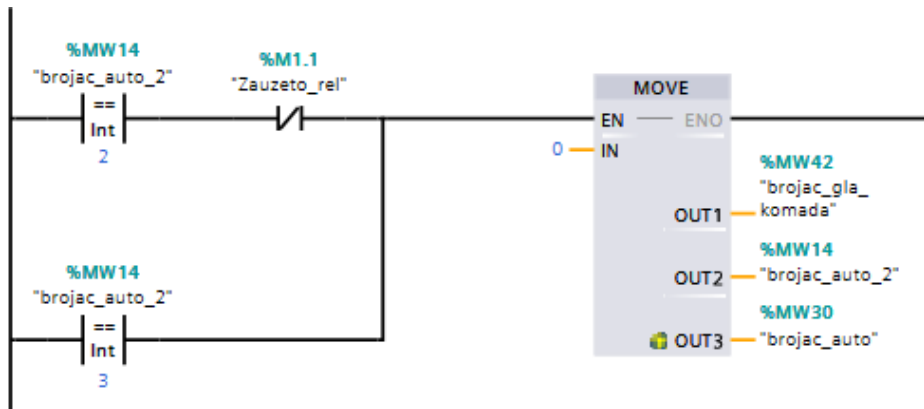 %MW14
"brojac_auto_2"
==
Int
2
%M1.1
"Zauzeto_rel"
MOVE
EN
ENO
0
IN
%MW42
"brojac_gla_
komada"
OUT1
%MW14
OUT2
"brojac_auto_2"
%MW30
OUT3
"brojac_auto"
%MW14
"brojac_auto_2"
==
Int
3